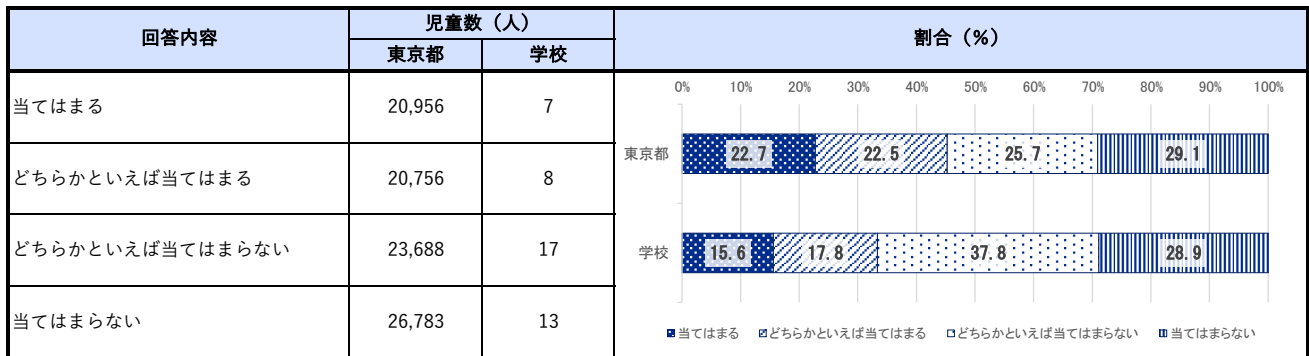 回答内容 児童数（人） 割合（%）
東京都 学校
当てはまる 20,956 7
どちらかといえば当てはまる 20,756 8
どちらかといえば当てはまらない 23,688 17
当てはまらない 26,783 13
0% 10% 20% 30% 40% 50% 60% 70% 80% 90% 100%
東京都 22.7 22.5 25.7 29.1
学校 15.6 17.8 37.8 28.9
当てはまる どちらかといえば当てはまる どちらかといえば当てはまらない 当てはまらない